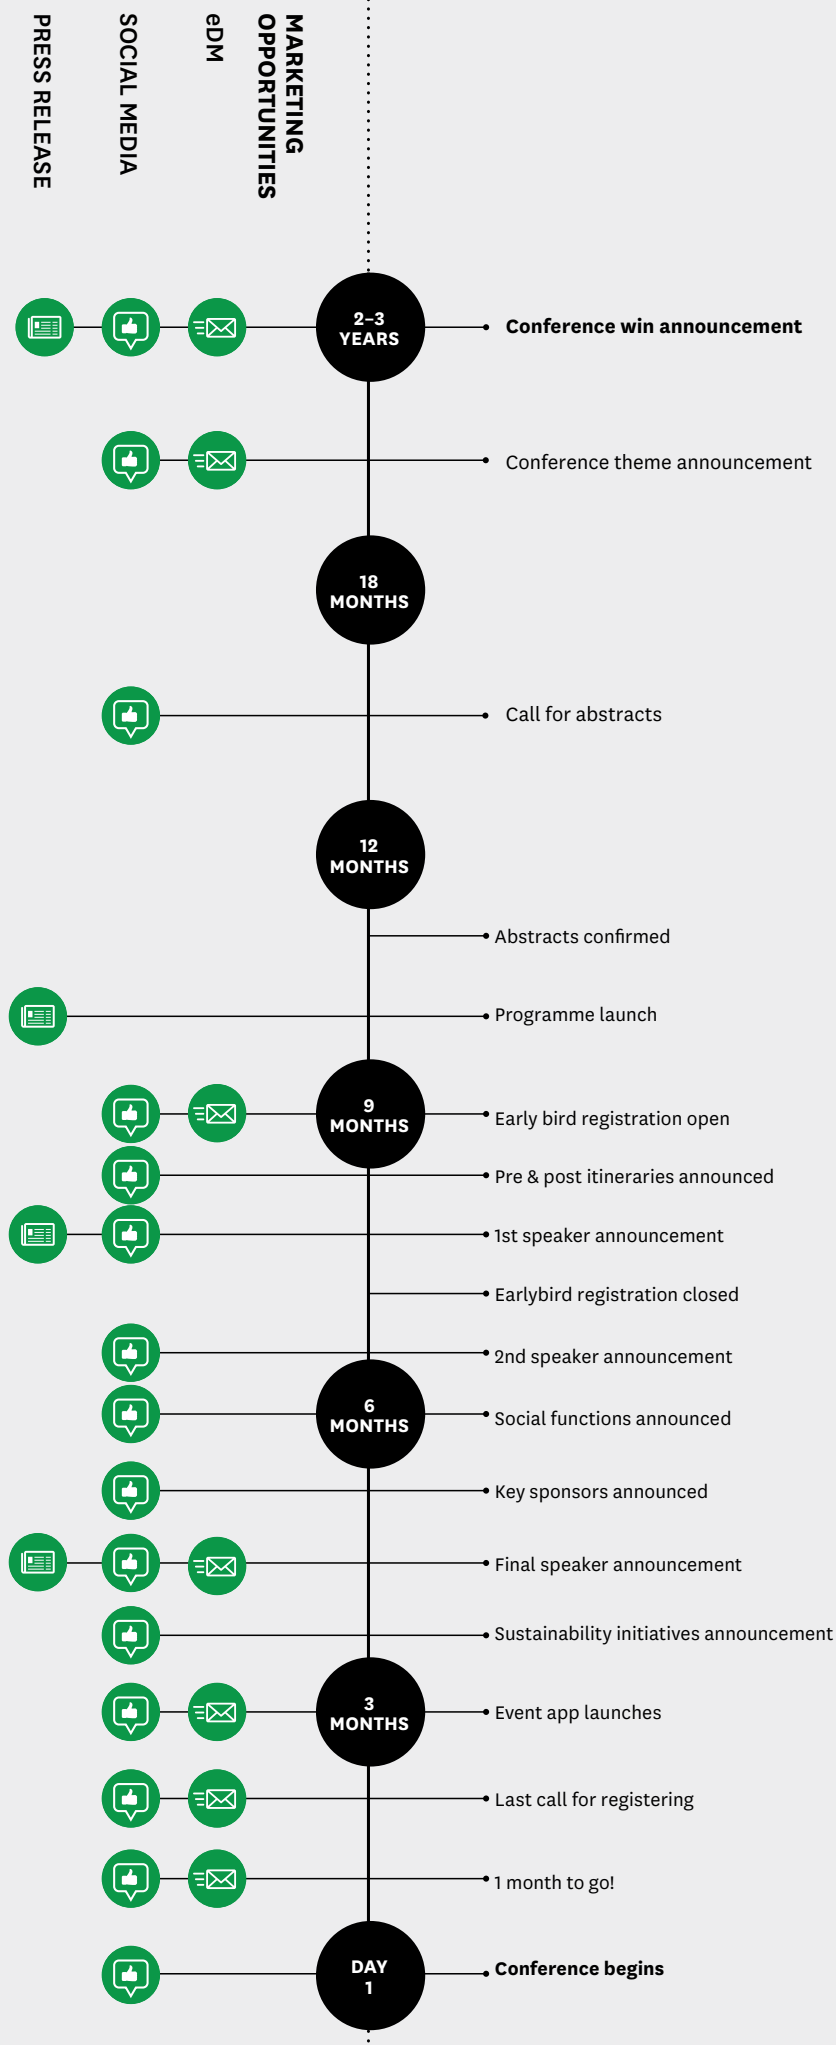 MARKETING
OPPORTUNITIES
eDM
SOCIAL MEDIA
PRESS RELEASE
2–3
YEARS
Conference win announcement
Conference theme announcement
18
MONTHS
Call for abstracts
12
MONTHS
Abstracts confirmed
Programme launch
9
MONTHS
Early bird registration open
Pre & post itineraries announced
1st speaker announcement
Earlybird registration closed
2nd speaker announcement
6
MONTHS
Social functions announced
Key sponsors announced
Final speaker announcement
Sustainability initiatives announcement
3
MONTHS
Event app launches
Last call for registering
1 month to go!
DAY
1
Conference begins